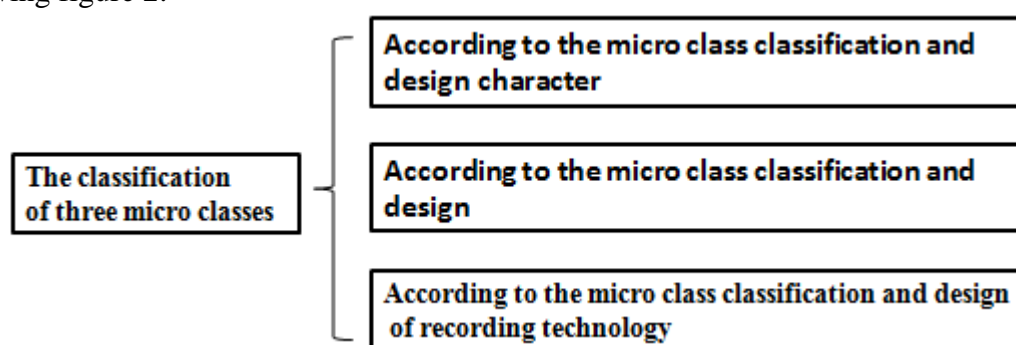 According to the micro class classification and
design character
The classification
of three micro classes
According to the micro class classification and
design
According to the micro class classification and design
of recording technology